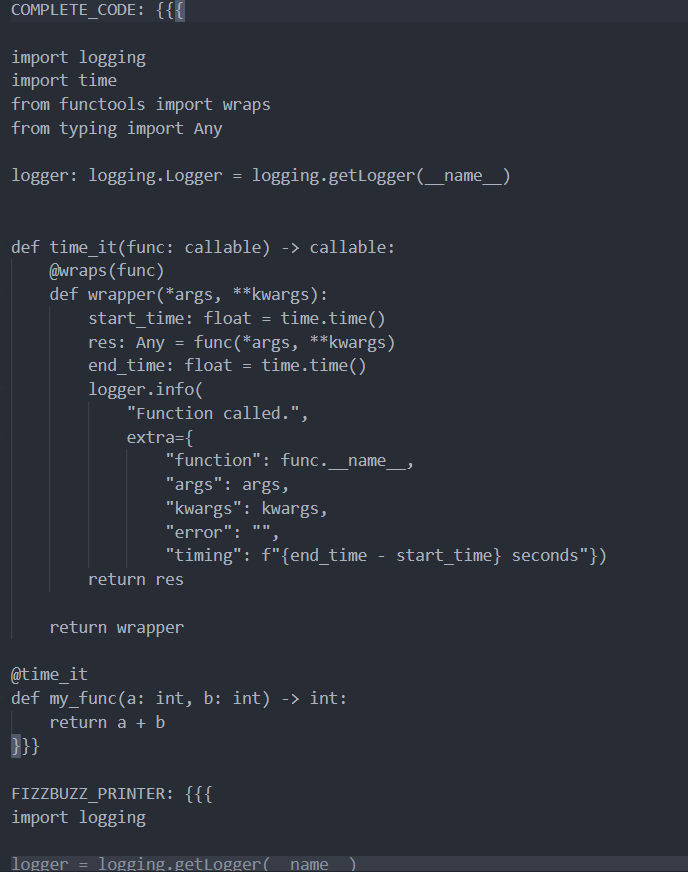 COMPLETE_CODE: {{{
import logging
import time
from functools import wraps
from typing import Any
logger: logging.Logger = logging.getLogger(__name__)
def time_it(func: callable) -> callable:
    @wraps(func)
    def wrapper(*args, **kwargs):
        start_time: float = time.time()
        res: Any = func(*args, **kwargs)
        end_time: float = time.time()
        logger.info(
            "Function called.",
            extra={
                "function": func.__name__,
                "args": args,
                "kwargs": kwargs,
                "error": "",
                "timing": f"{end_time - start_time} seconds"})
        return res
    return wrapper
@time_it
def my_func(a: int, b: int) -> int:
    return a + b
}}}
FIZZBUZZ_PRINTER: {{{
import logging
logger = logging.getLogger(__name__)